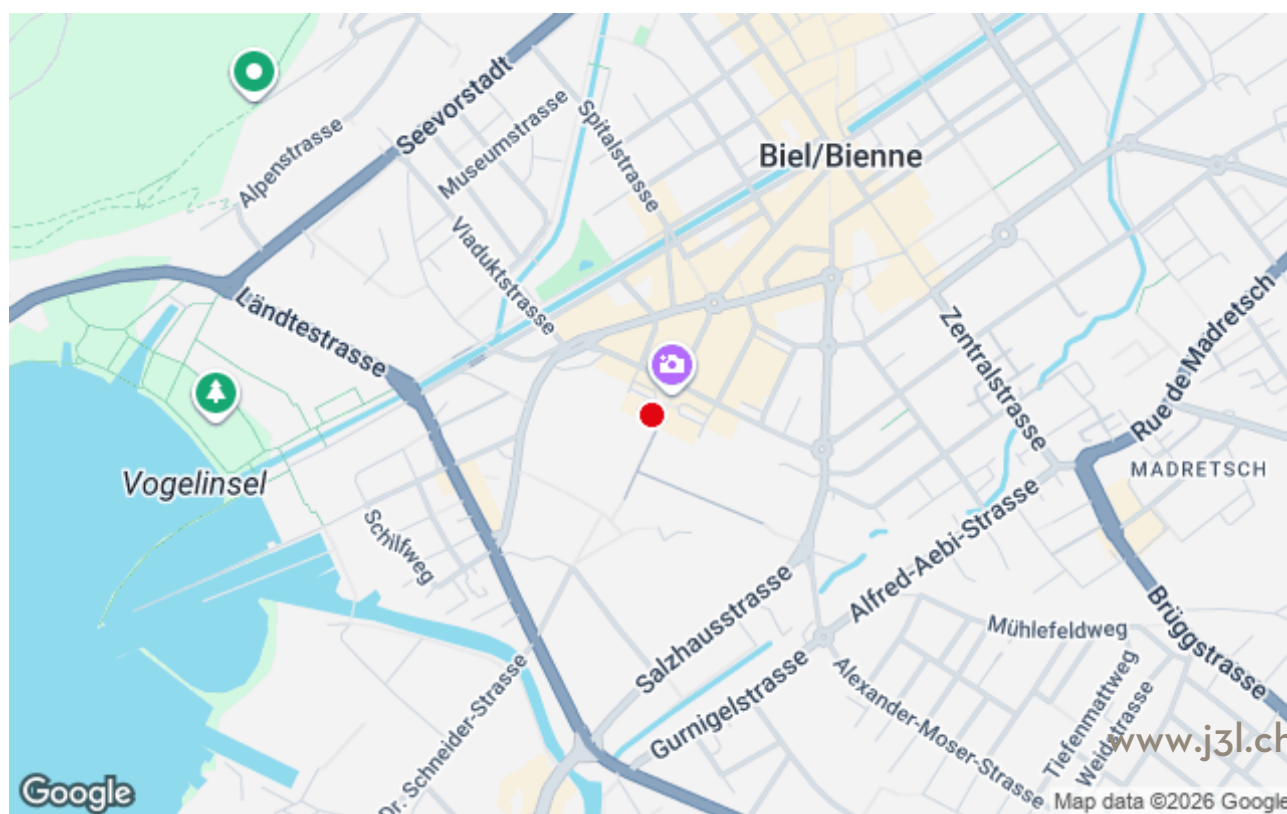 Seevorstadt
Museumstrasse
Spitalstrasse
Alpenstrasse
Biel/Bienne
Viaduktstrasse
Ländtestrasse
Zentralstrasse
Rue de Madretsch
MADRETSCH
Vogelinsel
Schilfweg
Alfred-Aebi-Strasse
Salzhausstrasse
Brüggstrasse
Mühlefeldweg
Gurnigelstrasse
Alexander-Moser-Strasse
Tiefenmattweg
Weidstrasse
Dr. Schneider-Strasse
www.j3l.ch
Google
Map data ©2026 Google